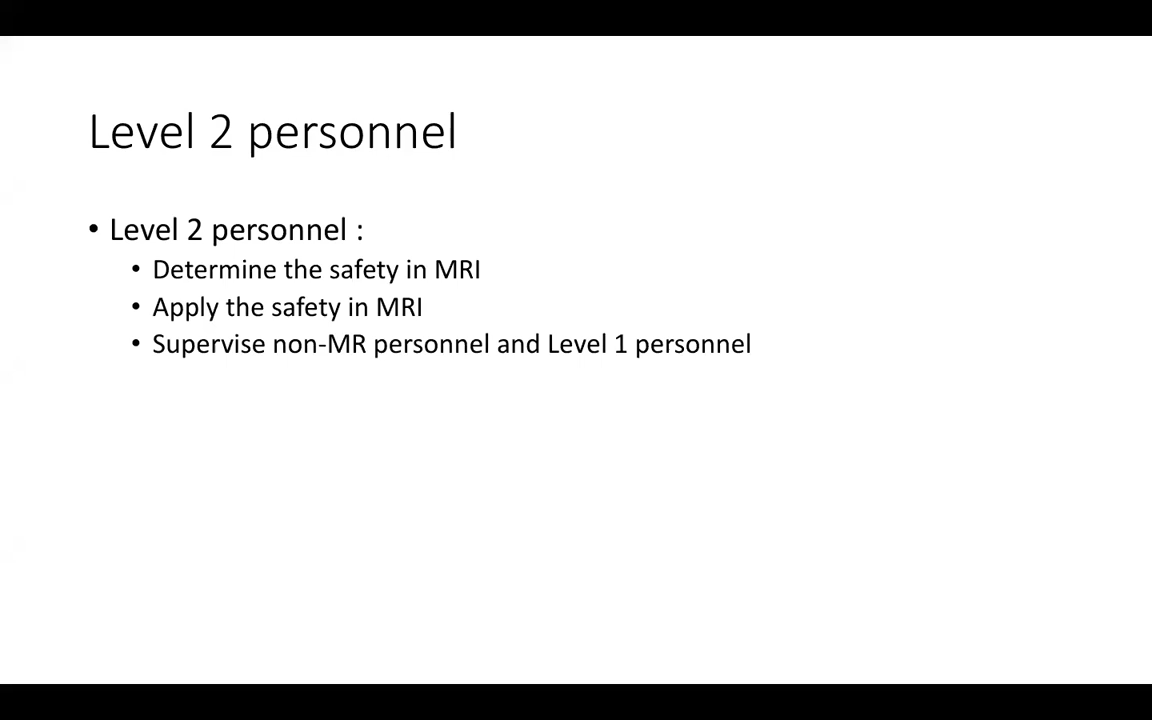 Level 2 personnel
• Level 2 personnel :
• Determine the safety in MRI
• Apply the safety in MRI
• Supervise non-MR personnel and Level 1 personnel